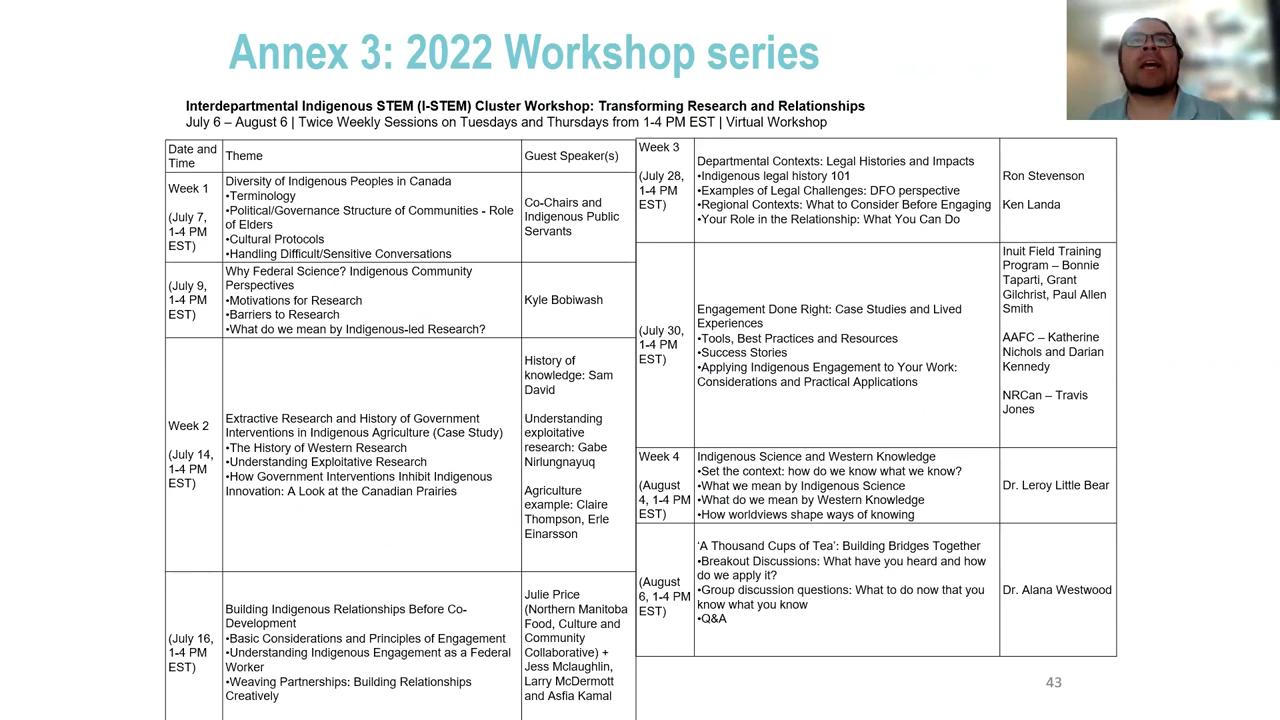 Annex 3: 2022 Workshop series
Interdepartmental Indigenous STEM (I-STEM) Cluster Workshop: Transforming Research and Relationships
July 6 – August 6 | Twice Weekly Sessions on Tuesdays and Thursdays from 1-4 PM EST | Virtual Workshop
Date and
Time
Theme
Guest Speaker(s)
Week 1
(July 7,
1-4 PM
EST)
Diversity of Indigenous Peoples in Canada
•Terminology
•Political/Governance Structure of Communities - Role
of Elders
•Cultural Protocols
•Handling Difficult/Sensitive Conversations
Co-Chairs and
Indigenous Public
Servants
(July 9,
1-4 PM
EST)
Why Federal Science? Indigenous Community
Perspectives
•Motivations for Research
•Barriers to Research
•What do we mean by Indigenous-led Research?
Kyle Bobiwash
Week 2
(July 14,
1-4 PM
EST)
Extractive Research and History of Government
Interventions in Indigenous Agriculture (Case Study)
•The History of Western Research
•Understanding Exploitative Research
•How Government Interventions Inhibit Indigenous
Innovation: A Look at the Canadian Prairies
History of
knowledge: Sam
David
Understanding
exploitative
research: Gabe
Nirlungnayuq
Agriculture
example: Claire
Thompson, Erle
Einarsson
(July 16,
1-4 PM
EST)
Building Indigenous Relationships Before Co-
Development
•Basic Considerations and Principles of Engagement
•Understanding Indigenous Engagement as a Federal
Worker
•Weaving Partnerships: Building Relationships
Creatively
Julie Price
(Northern Manitoba
Food, Culture and
Community
Collaborative) +
Jess Mclaughlin,
Larry McDermott
and Asfia Kamal
Week 3
(July 28,
1-4 PM
EST)
Departmental Contexts: Legal Histories and Impacts
•Indigenous legal history 101
•Examples of Legal Challenges: DFO perspective
•Regional Contexts: What to Consider Before Engaging
•Your Role in the Relationship: What You Can Do
Ron Stevenson
Ken Landa
(July 30,
1-4 PM
EST)
Engagement Done Right: Case Studies and Lived
Experiences
•Tools, Best Practices and Resources
•Success Stories
•Applying Indigenous Engagement to Your Work:
Considerations and Practical Applications
Inuit Field Training
Program – Bonnie
Taparti, Grant
Gilchrist, Paul Allen
Smith
AAFC – Katherine
Nichols and Darian
Kennedy
NRCan – Travis
Jones
Week 4
(August
4, 1-4 PM
EST)
Indigenous Science and Western Knowledge
•Set the context: how do we know what we know?
•What we mean by Indigenous Science
•What do we mean by Western Knowledge
•How worldviews shape ways of knowing
Dr. Leroy Little Bear
(August
6, 1-4 PM
EST)
‘A Thousand Cups of Tea’: Building Bridges Together
•Breakout Discussions: What have you heard and how
do we apply it?
•Group discussion questions: What to do now that you
know what you know
•Q&A
Dr. Alana Westwood
43